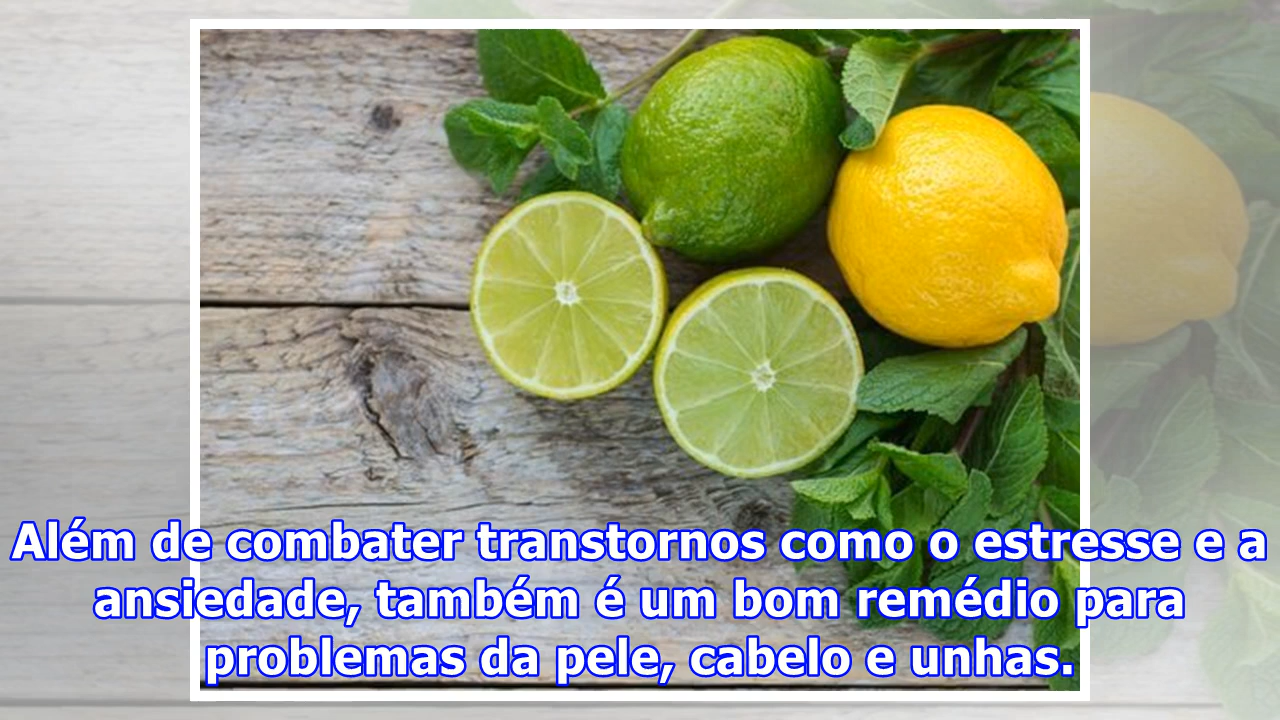 Além de combater transtornos como o estresse e a
ansiedade, também é um bom remédio para
problemas da pele, cabelo e unhas.